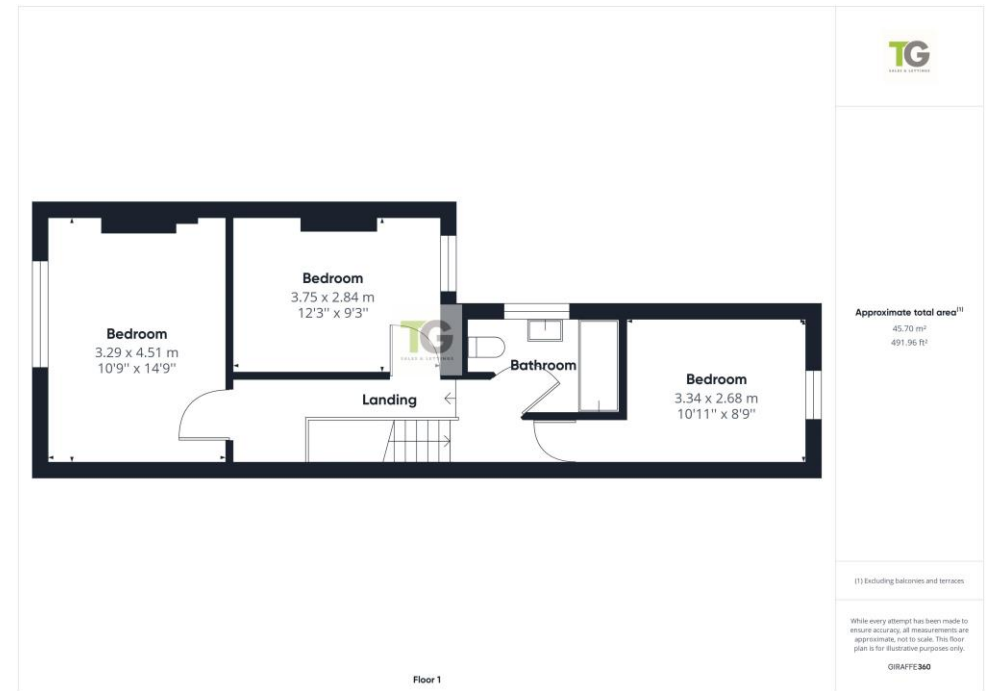 TG
SALES & LETTINGS
Bedroom
3.75 x 2.84 m
12'3" x 9'3"
Bedroom
3.29 x 4.51 m
10'9" x 14'9"
TG
SALES & LETTINGS
Bathroom
Landing
Bedroom
3.34 x 2.68 m
10'11" x 8'9"
Floor 1
Approximate total area(1)
45.70 m²
491.96 ft²
(1) Excluding balconies and terraces
While every attempt has been made to
ensure accuracy, all measurements are
approximate, not to scale. This floor
plan is for illustrative purposes only.
GIRAFFE360